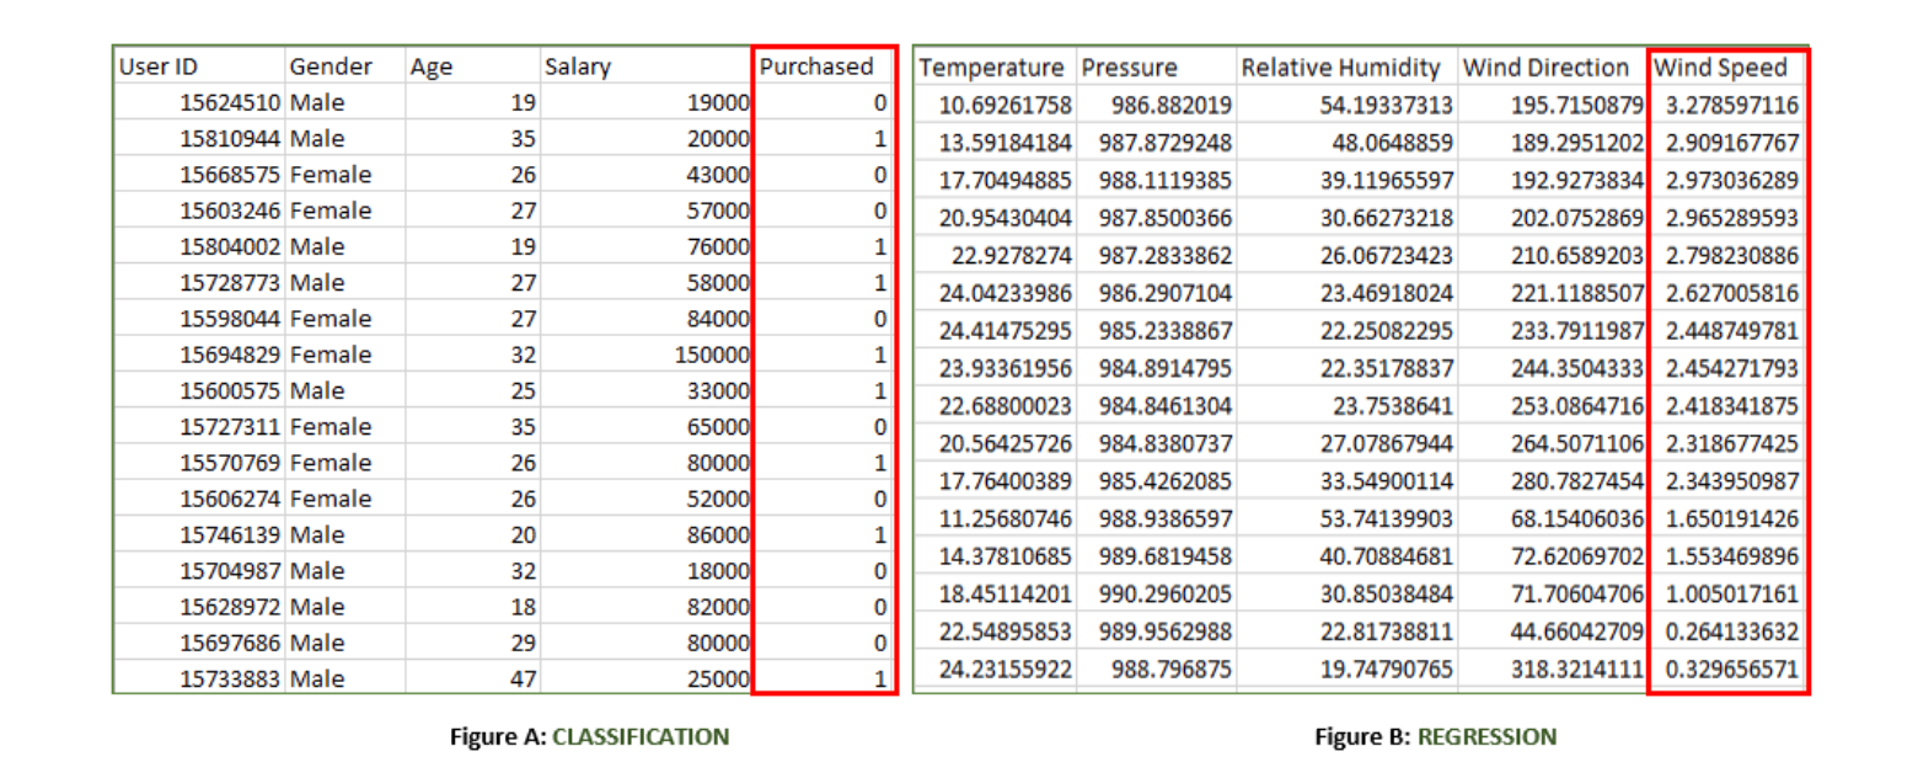 User ID Gender Age Salary Purchased
15624510 Male 19 19000 0
15810944 Male 35 20000 1
15668575 Female 26 43000 0
15603246 Female 27 57000 0
15804002 Male 19 76000 1
15728773 Male 27 58000 1
15598044 Female 27 84000 0
15694829 Female 32 150000 1
15600575 Male 25 33000 1
15727311 Female 35 65000 0
15570769 Female 26 80000 1
15606274 Female 26 52000 0
15746139 Male 20 86000 1
15704987 Male 32 18000 0
15628972 Male 18 82000 0
15697686 Male 29 80000 0
15733883 Male 47 25000 1
Figure A: CLASSIFICATION
Temperature Pressure Relative Humidity Wind Direction Wind Speed
10.69261758 986.882019 54.19337313 195.7150879 3.278597116
13.59184184 987.8729248 48.0648859 189.2951202 2.909167767
17.70494885 988.1119385 39.11965597 192.9273834 2.973036289
20.95430404 987.8500366 30.66273218 202.0752869 2.965289593
22.9278274 987.2833862 26.06723423 210.6589203 2.798230886
24.04233986 986.2907104 23.46918024 221.1188507 2.627005816
24.41475295 985.2338867 22.25082295 233.7911987 2.448749781
23.93361956 984.8914795 22.35178837 244.3504333 2.454271793
22.68800023 984.8461304 23.7538641 253.0864716 2.418341875
20.56425726 984.8380737 27.07867944 264.5071106 2.318677425
17.76400389 985.4262085 33.54900114 280.7827454 2.343950987
11.25680746 988.9386597 53.74139903 68.15406036 1.650191426
14.37810685 989.6819458 40.70884681 72.62069702 1.553469896
18.45114201 990.2960205 30.85038484 71.70604706 1.005017161
22.54895853 989.9562988 22.81738811 44.66042709 0.264133632
24.23155922 988.796875 19.74790765 318.3214111 0.329656571
Figure B: REGRESSION